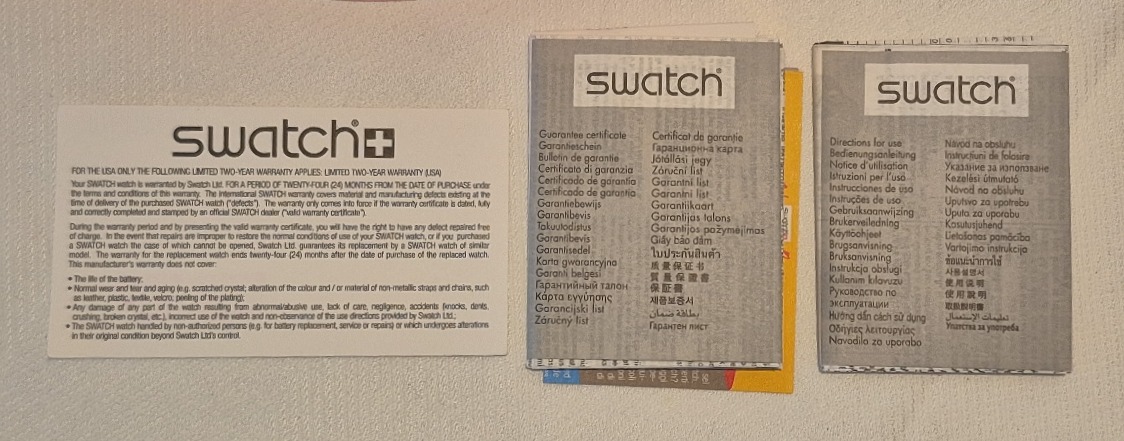 swatch
FOR THE USA ONLY THE FOLLOWING LIMITED TWO-YEAR WARRANTY APPLIES: LIMITED TWO-YEAR WARRANTY (USA)
Your SWATCH watch is warranted by Swatch Ltd. FOR A PERIOD OF TWENTY-FOUR (24) MONTHS FROM THE DATE OF PURCHASE under
the terms and conditions of this warranty. The international SWATCH warranty covers material and manufacturing defects existing at the
time of delivery of the purchased SWATCH watch ("defects"). The warranty only comes into force if the warranty certificate is dated, fully
and correctly completed and stamped by an official SWATCH dealer ("valid warranty certificate").
During the warranty period and by presenting the valid warranty certificate, you will have the right to have any defect repaired free
of charge. In the event that repairs are improper to restore the normal conditions of use of your SWATCH watch, or if you purchased
a SWATCH watch the case of which cannot be opened, Swatch Ltd. guarantees its replacement by a SWATCH watch of similar
model. The warranty for the replacement watch ends twenty-four (24) months after the date of purchase of the replaced watch.
This manufacturer's warranty does not cover:
• The life of the battery.
• Normal wear and tear and aging (e.g. scratched crystal; alteration of the colour and / or material of non-metallic straps and chains, such
as leather, plastic, textile, velcro; peeling of the plating);
• Any damage of any part of the watch resulting from abnormal/abusive use, lack of care, negligence, accidents (knocks, dents,
crushing, broken crystal, etc.), incorrect use of the watch and non-observance of the use directions provided by Swatch Ltd.;
• The SWATCH watch handled by non-authorized persons (e.g. for battery replacement, service or repairs) or which undergoes alterations
in their original condition beyond Swatch Ltd's control.
swatch
Guarantee certificate
Garantieschein
Bulletin de garantie
Certificato di garanzia
Certificado de garantía
Certificado de garantia
Garantiebewijs
Garantibevis
Takuutodistus
Garantibevis
Garantisedel
Karta gwarancyjna
Garanti belgesi
Гарантийный талон
Κάρτα εγγύησης
Garancijski list
Záručný list
Certificat de garanţie
Гаранционна карта
Jótállási jegy
Záruční list
Garantni list
Garantni list
Garantiikaart
Garantijas talons
Garantijos pažymėjimas
Giấy bảo đảm
ใบประกันสินค้า
质量保证书
質量保證書
保証書
제품보증서
بطاقة ضمان
Гарантен лист
swatch
Directions for use
Bedienungsanleitung
Notice d'utilisation
Istruzioni per l'uso
Instrucciones de uso
Instruções de uso
Gebruiksaanwijzing
Brukerveiledning
Käyttöohjeet
Brugsanvisning
Bruksanvisning
Instrukcja obsługi
Kullanim kılavuzu
Руководство по
эксплуатации
Hướng dẫn cách sử dụng
Οδηγίες λειτουργίας
Navodila za uporabo
Návod na obsluhu
Instrucţiuni de folosire
Указание за използване
Kezelési útmutató
Návod na obsluhu
Uputstvo za upotrebu
Uputa za uporabu
Kasutusjuhend
Lietošanas pamācība
Vartojimo instrukcija
ข้อแนะนำการใช้
사용설명서
使用说明
使用說明
取扱説明書
تعليمات الإستعمال
Упатства за употреба